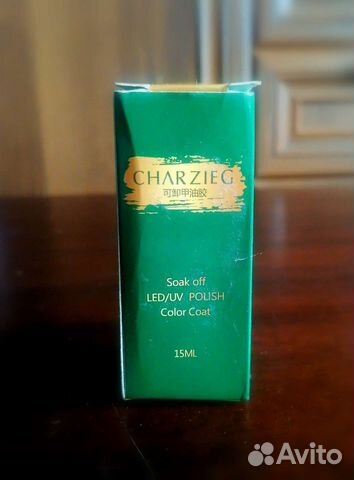 CHARZIEG
可卸甲油胶
Soak off
LED/UV POLISH
Color Coat
15ML
Avito